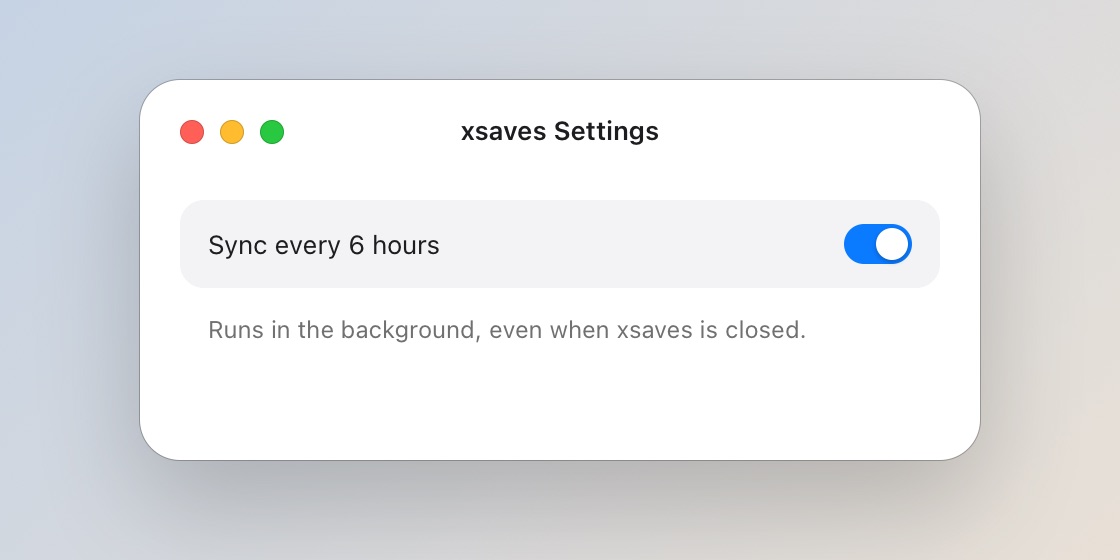 xsaves Settings
Sync every 6 hours
Runs in the background, even when xsaves is closed.